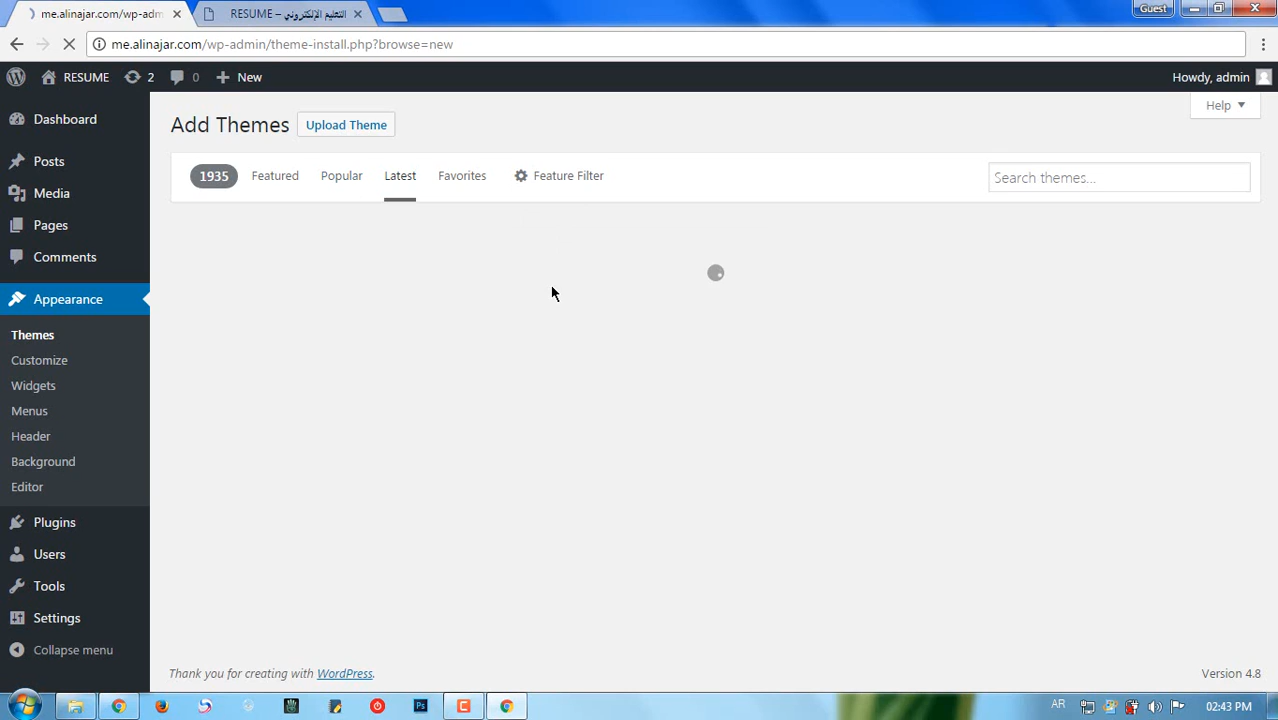 me.alinajar.com/wp-adm
RESUME – التعليم الإلكتروني
Guest
me.alinajar.com/wp-admin/theme-install.php?browse=new
RESUME 2 0 New
Howdy, admin
Help
Add Themes Upload Theme
1935 Featured Popular Latest Favorites Feature Filter
Search themes...
Dashboard
Posts
Media
Pages
Comments
Appearance
Themes
Customize
Widgets
Menus
Header
Background
Editor
Plugins
Users
Tools
Settings
Collapse menu
Thank you for creating with WordPress.
Version 4.8
Ps
AR
02:43 PM